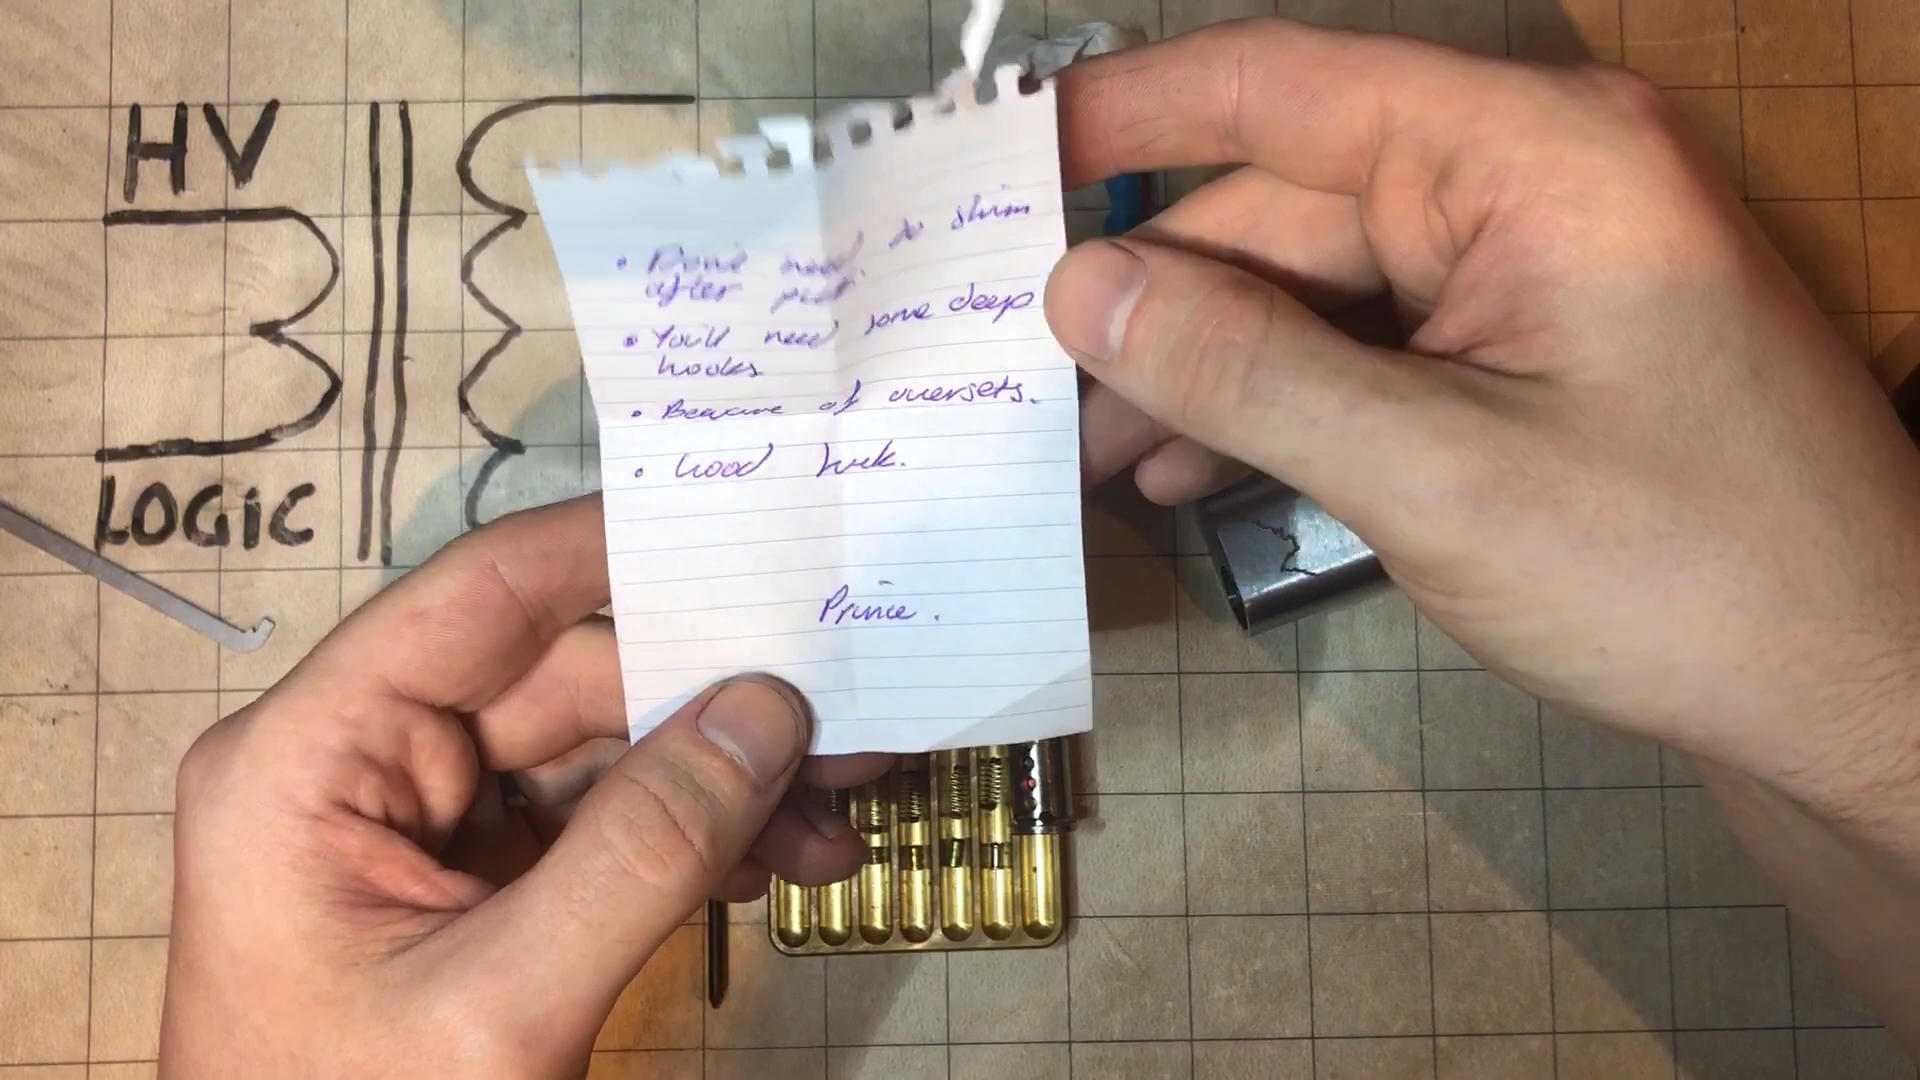 HV
LOGIC
• Don't need to shim
after pick.
• You'll need some deep
hooks
• Beware of oversets.
• Good luck.
Prince.